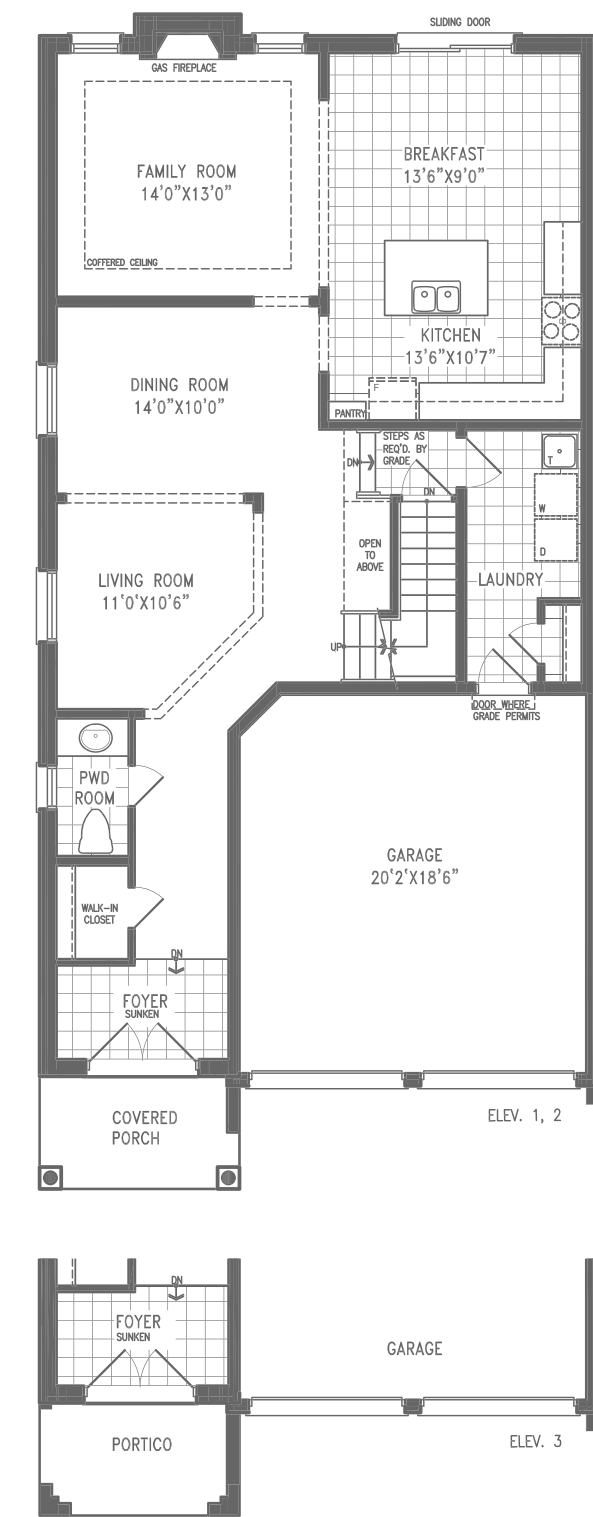 SLIDING DOOR
GAS FIREPLACE
FAMILY ROOM
14'0"X13'0"
COFFERED CEILING
BREAKFAST
13'6"X9'0"
KITCHEN
13'6"X10'7"
F
PANTRY
DINING ROOM
14'0"X10'0"
STEPS AS
REQ'D. BY
GRADE
DN
DN
T
W
D
OPEN
TO
ABOVE
LAUNDRY
LIVING ROOM
11'0'X10'6"
UP
DOOR WHERE
GRADE PERMITS
PWD
ROOM
GARAGE
20'2'X18'6"
WALK-IN
CLOSET
DN
FOYER
SUNKEN
COVERED
PORCH
ELEV. 1, 2
DN
FOYER
SUNKEN
GARAGE
PORTICO
ELEV. 3